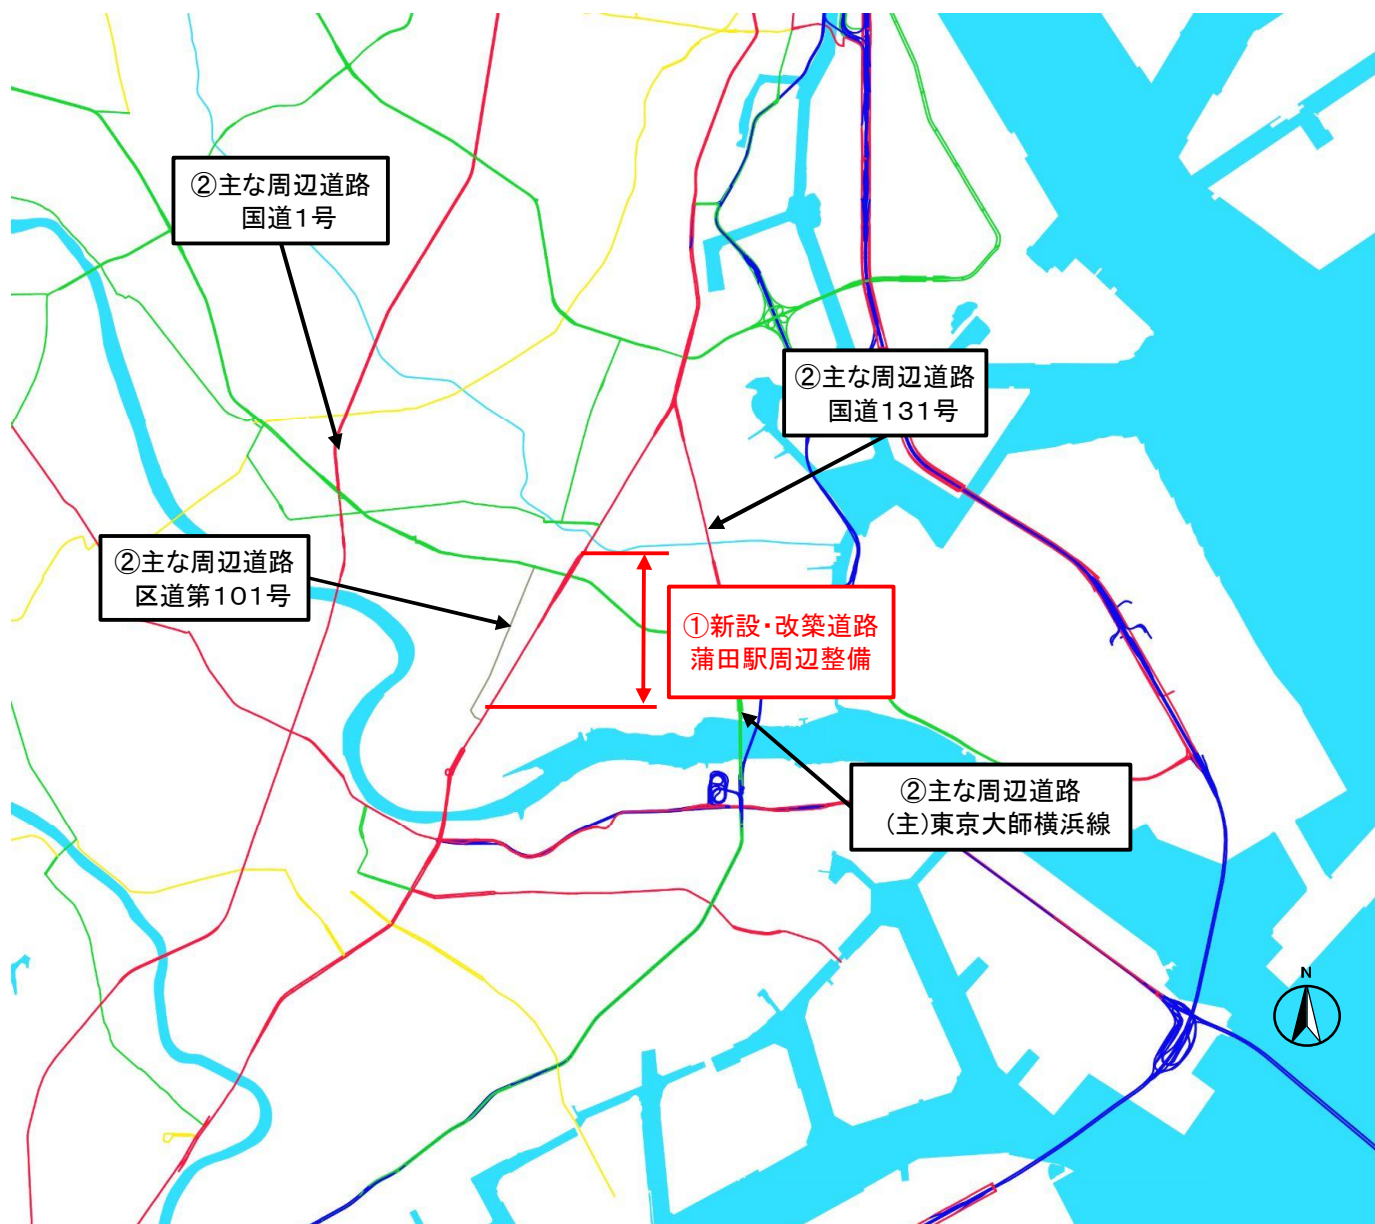 ②主な周辺道路
国道1号
②主な周辺道路
国道131号
②主な周辺道路
区道第101号
①新設・改築道路
蒲田駅周辺整備
②主な周辺道路
(主)東京大師横浜線
N